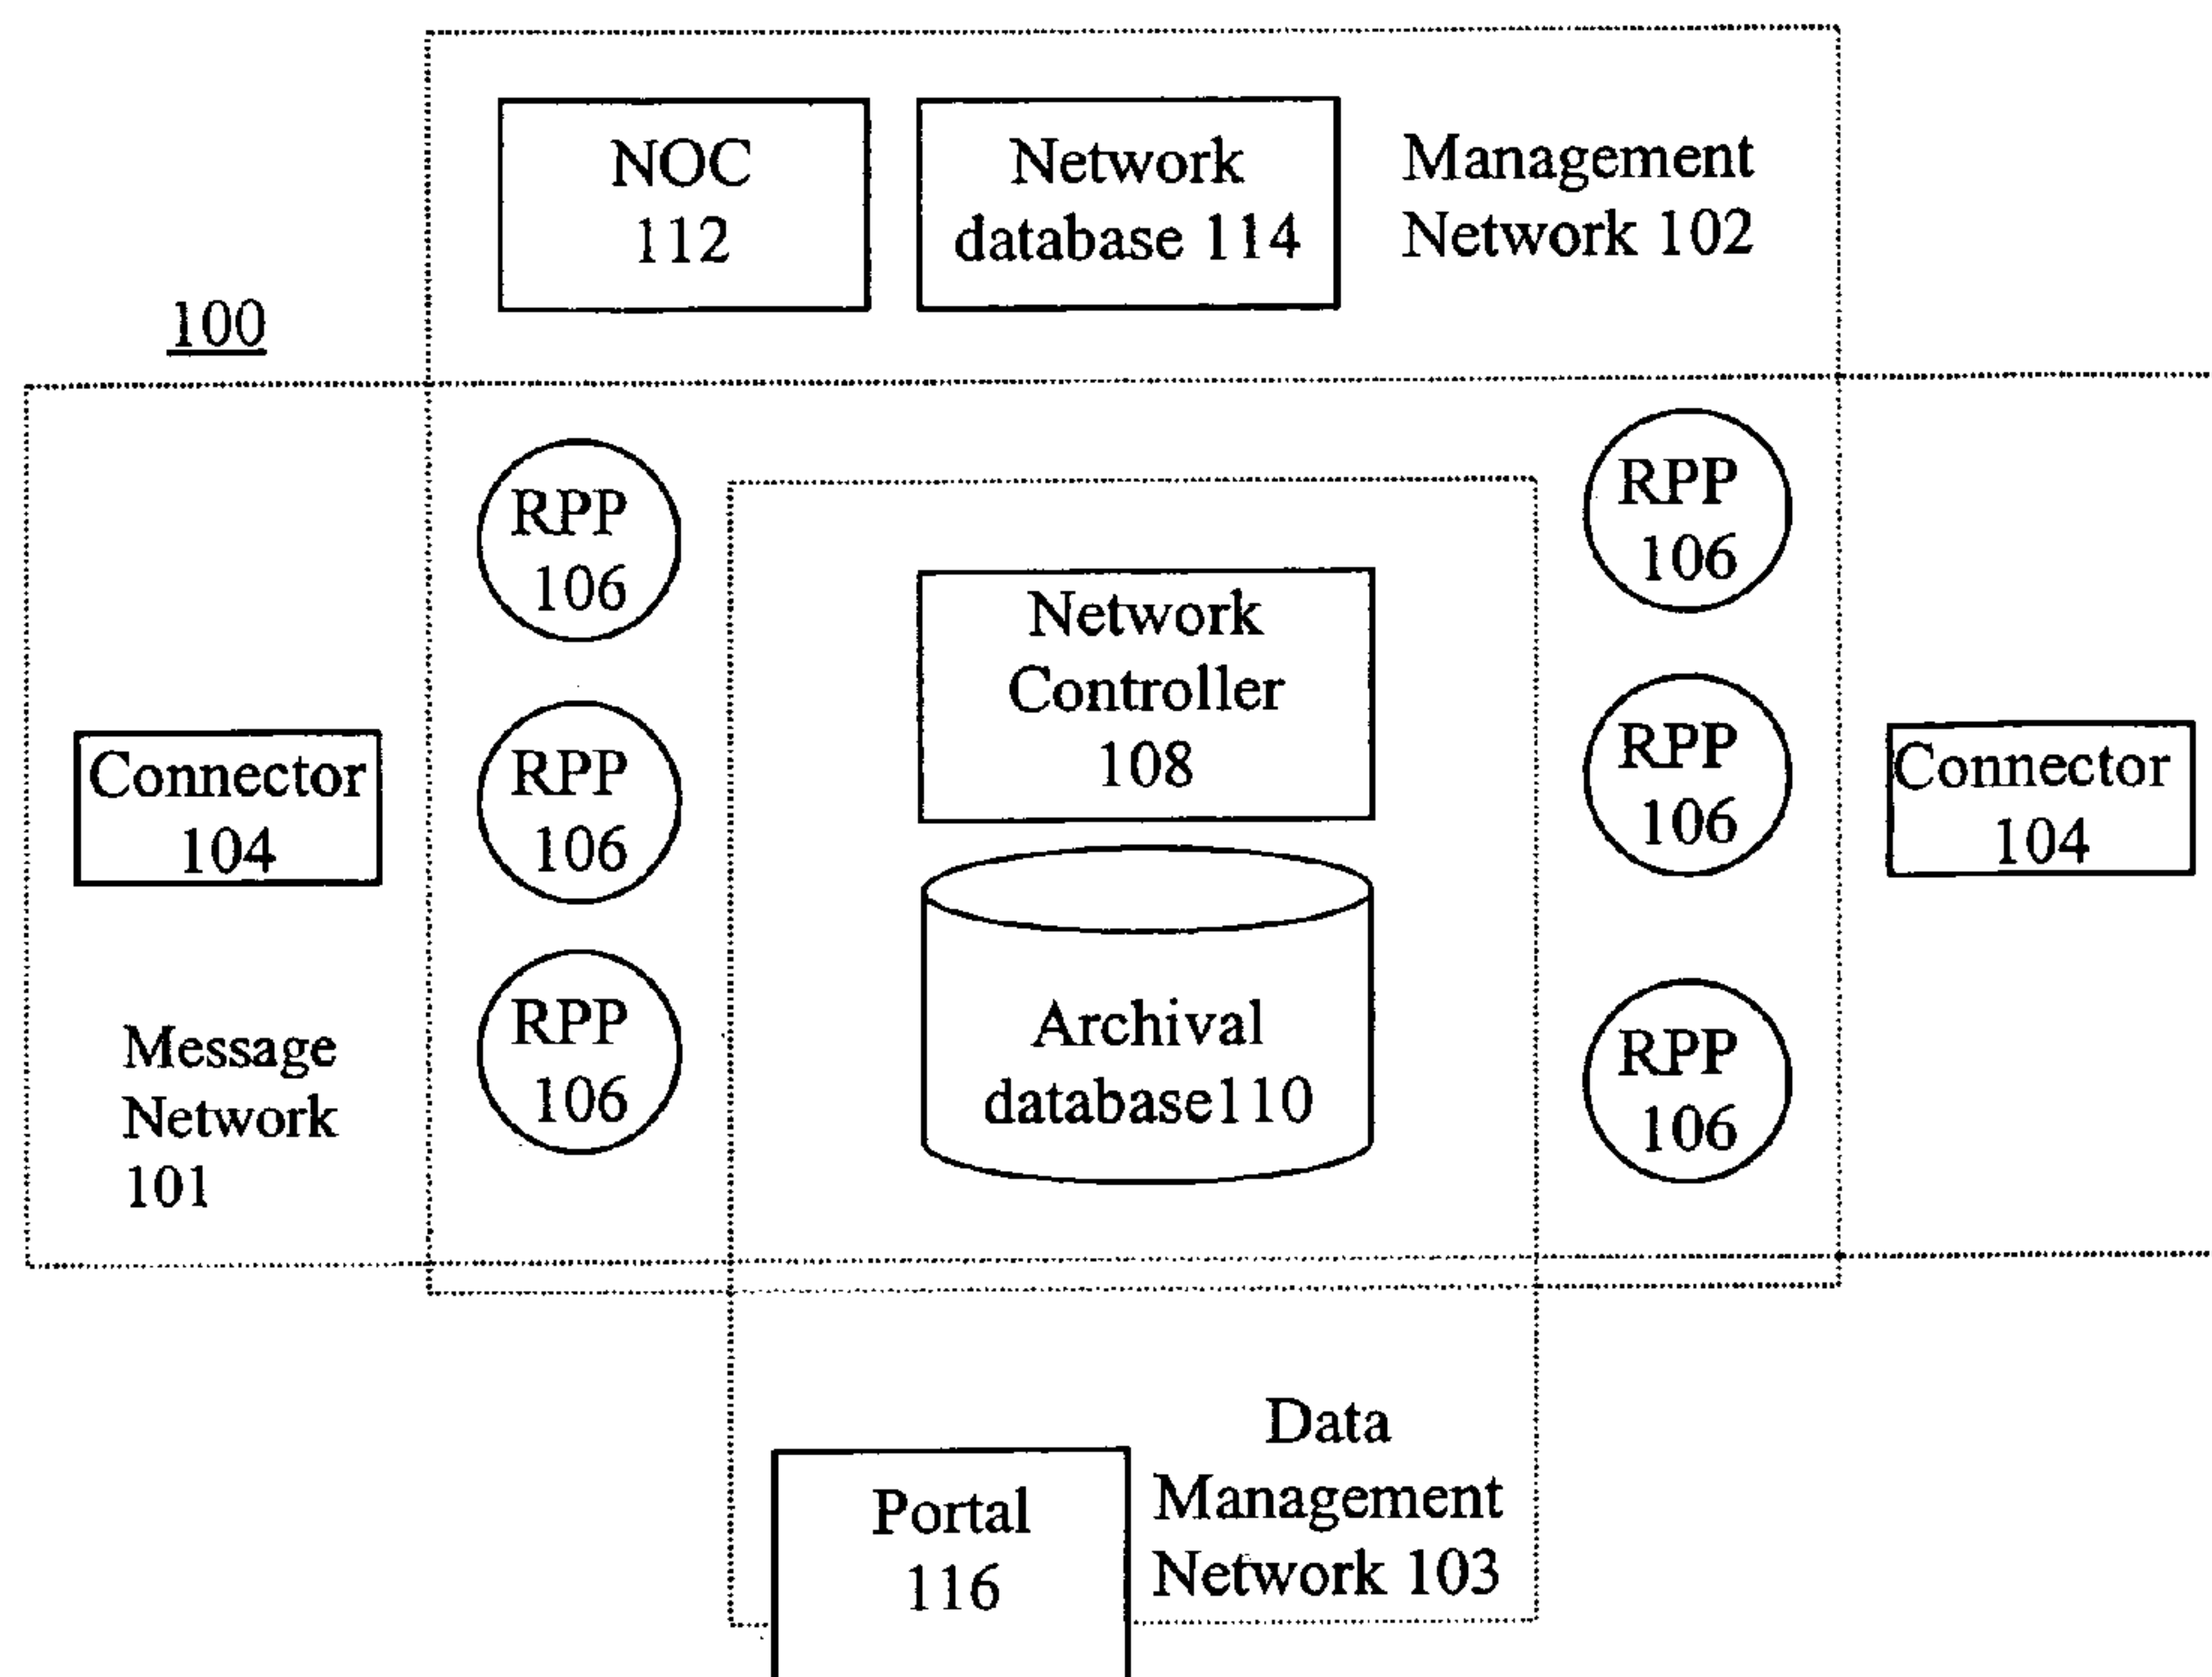 NOC
112
Network
database 114
Management
Network 102
100
RPP
106
RPP
106
Network
Controller
108
Connector
104
RPP
106
RPP
106
Connector
104
Archival
database110
RPP
106
RPP
106
Message
Network
101
Data
Management
Network 103
Portal
116